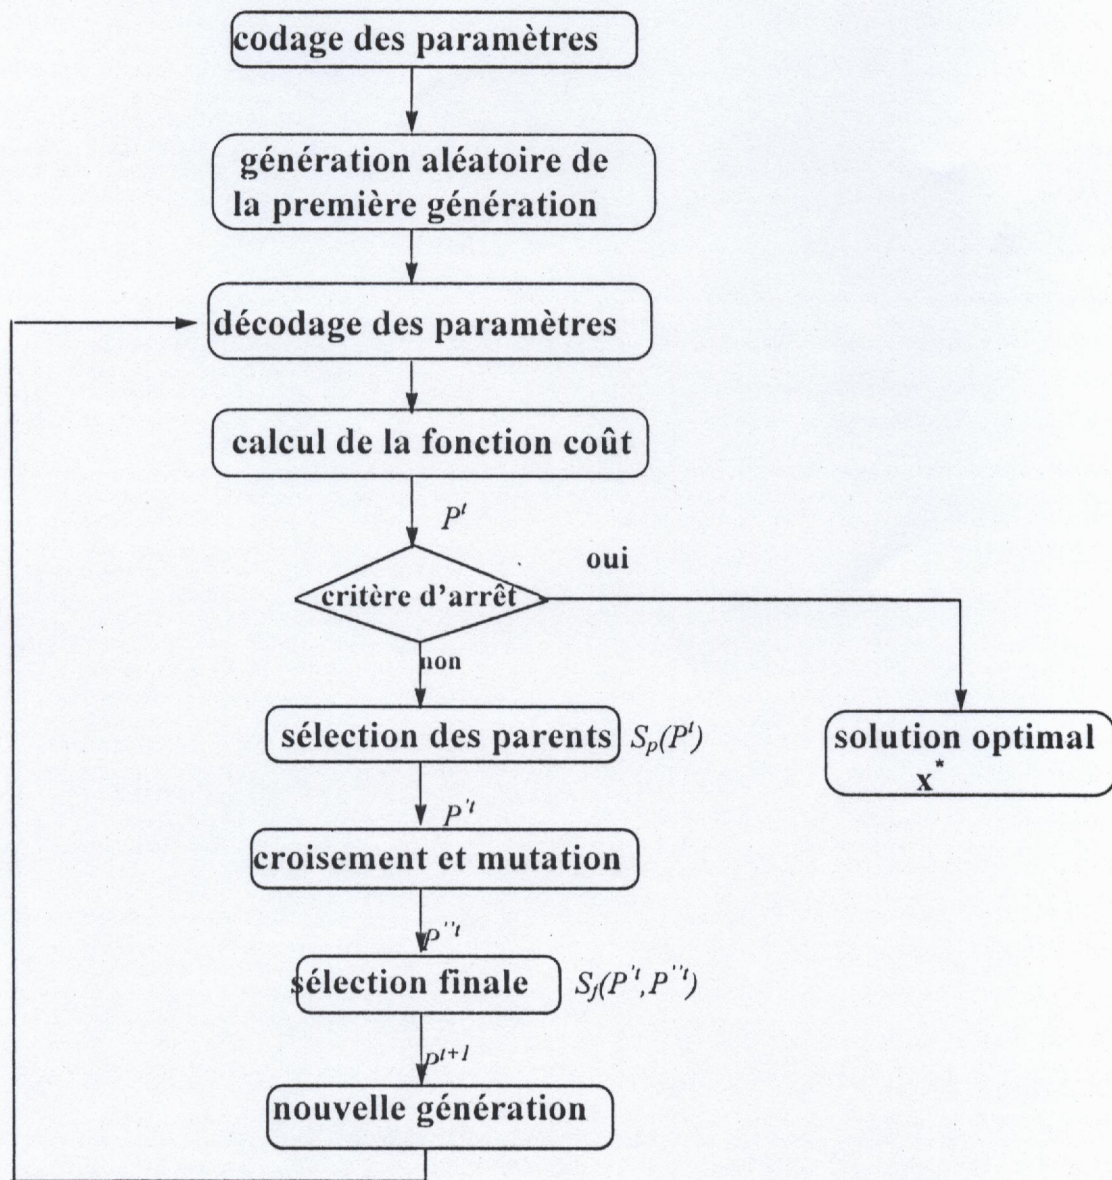 codage des paramètres
génération aléatoire de
la première génération
décodage des paramètres
calcul de la fonction coût
P^t
oui
critère d'arrêt
non
sélection des parents S_p(P^t)
solution optimal
x^*
P^'t
croisement et mutation
P^''t
sélection finale S_f(P^'t,P^''t)
P^t+1
nouvelle génération